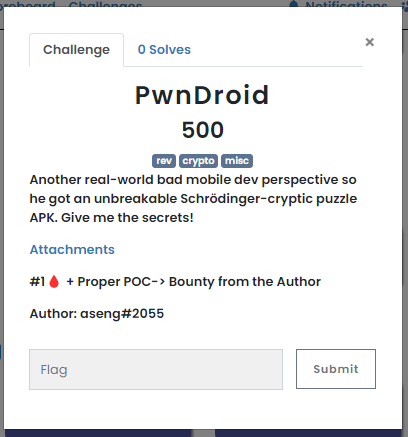 oreboard Challenges Notifications
Challenge
0 Solves
×
PwnDroid
500
rev crypto misc
Another real-world bad mobile dev perspective so
he got an unbreakable Schrödinger-cryptic puzzle
APK. Give me the secrets!
Attachments
#1🩸 + Proper POC-> Bounty from the Author
Author: aseng#2055
Flag
Submit